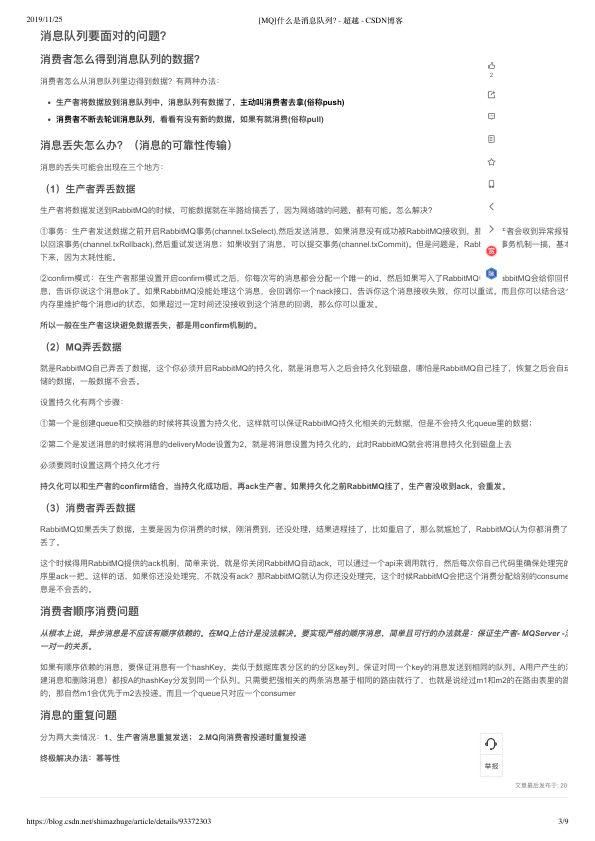 2019/11/25
[MQ]什么是消息队列? - 超越 - CSDN博客
消息队列要面对的问题?
消费者怎么得到消息队列的数据?
消费者怎么从消息队列里边得到数据? 有两种办法:
• 生产者将数据放到消息队列中，消息队列有数据了，主动叫消费者去拿(俗称push)
• 消费者不断去轮训消息队列，看看有没有新的数据，如果有就消费(俗称pull)
2
消息丢失怎么办? （消息的可靠性传输）
消息的丢失可能会出现在三个地方:
（1）生产者弄丢数据
生产者将数据发送到RabbitMQ的时候，可能数据就在半路给搞丢了，因为网络啥的问题，都有可能。怎么解决?
①事务：生产者发送数据之前开启RabbitMQ事务(channel.txSelect),然后发送消息，如果消息没有成功被RabbitMQ接收到，那 者会收到异常报错
以回滚事务(channel.txRollback),然后重试发送消息；如果收到了消息，可以提交事务(channel.txCommit)。但是问题是，Rabb 事务机制一搞，基本
下来，因为太耗性能。
②confirm模式：在生产者那里设置开启confirm模式之后，你每次写的消息都会分配一个唯一的id，然后如果写入了RabbitMQ bbitMQ会给你回传
息，告诉你说这个消息ok了。如果RabbitMQ没能处理这个消息，会回调你一个nack接口，告诉你这个消息接收失败，你可以重试。而且你可以结合这个
内存里维护每个消息id的状态，如果超过一定时间还没接收到这个消息的回调，那么你可以重发。
所以一般在生产者这块避免数据丢失，都是用confirm机制的。
（2）MQ弄丢数据
就是RabbitMQ自己弄丢了数据，这个你必须开启RabbitMQ的持久化，就是消息写入之后会持久化到磁盘，哪怕是RabbitMQ自己挂了，恢复之后会自动
储的数据，一般数据不会丢。
设置持久化有两个步骤：
①第一个是创建queue和交换器的时候将其设置为持久化，这样就可以保证RabbitMQ持久化相关的元数据，但是不会持久化queue里的数据；
②第二个是发送消息的时候将消息的deliveryMode设置为2，就是将消息设置为持久化的，此时RabbitMQ就会将消息持久化到磁盘上去
必须要同时设置这两个持久化才行
持久化可以和生产者的confirm结合，当持久化成功后，再ack生产者。如果持久化之前RabbitMQ挂了，生产者没收到ack，会重发。
（3）消费者弄丢数据
RabbitMQ如果丢失了数据，主要是因为你消费的时候，刚消费到，还没处理，结果进程挂了，比如重启了，那么就尴尬了，RabbitMQ认为你都消费了
丢了。
这个时候得用RabbitMQ提供的ack机制，简单来说，就是你关闭RabbitMQ自动ack，可以通过一个api来调用就行，然后每次你自己代码里确保处理完的
序里ack一把。这样的话，如果你还没处理完，不就没有ack? 那RabbitMQ就认为你还没处理完，这个时候RabbitMQ会把这个消费分配给别的consume
息是不会丢的。
消费者顺序消费问题
从根本上说，异步消息是不应该有顺序依赖的。在MQ上估计是没法解决。要实现严格的顺序消息，简单且可行的办法就是：保证生产者- MQServer -
一对一的关系。
如果有顺序依赖的消息，要保证消息有一个hashKey，类似于数据库表分区的的分区key列。保证对同一个key的消息发送到相同的队列。A用户产生的
建消息和删除消息）都按A的hashKey分发到同一个队列。只需要把强相关的两条消息基于相同的路由就行了，也就是说经过m1和m2的在路由表里的路
的，那自然m1会优先于m2去投递。而且一个queue只对应一个consumer
消息的重复问题
分为两大类情况：1、生产者消息重复发送； 2.MQ向消费者投递时重复投递
终极解决办法：幂等性
举报
文章最后发布于: 20
https://blog.csdn.net/shimazhuge/article/details/93372303
3/9